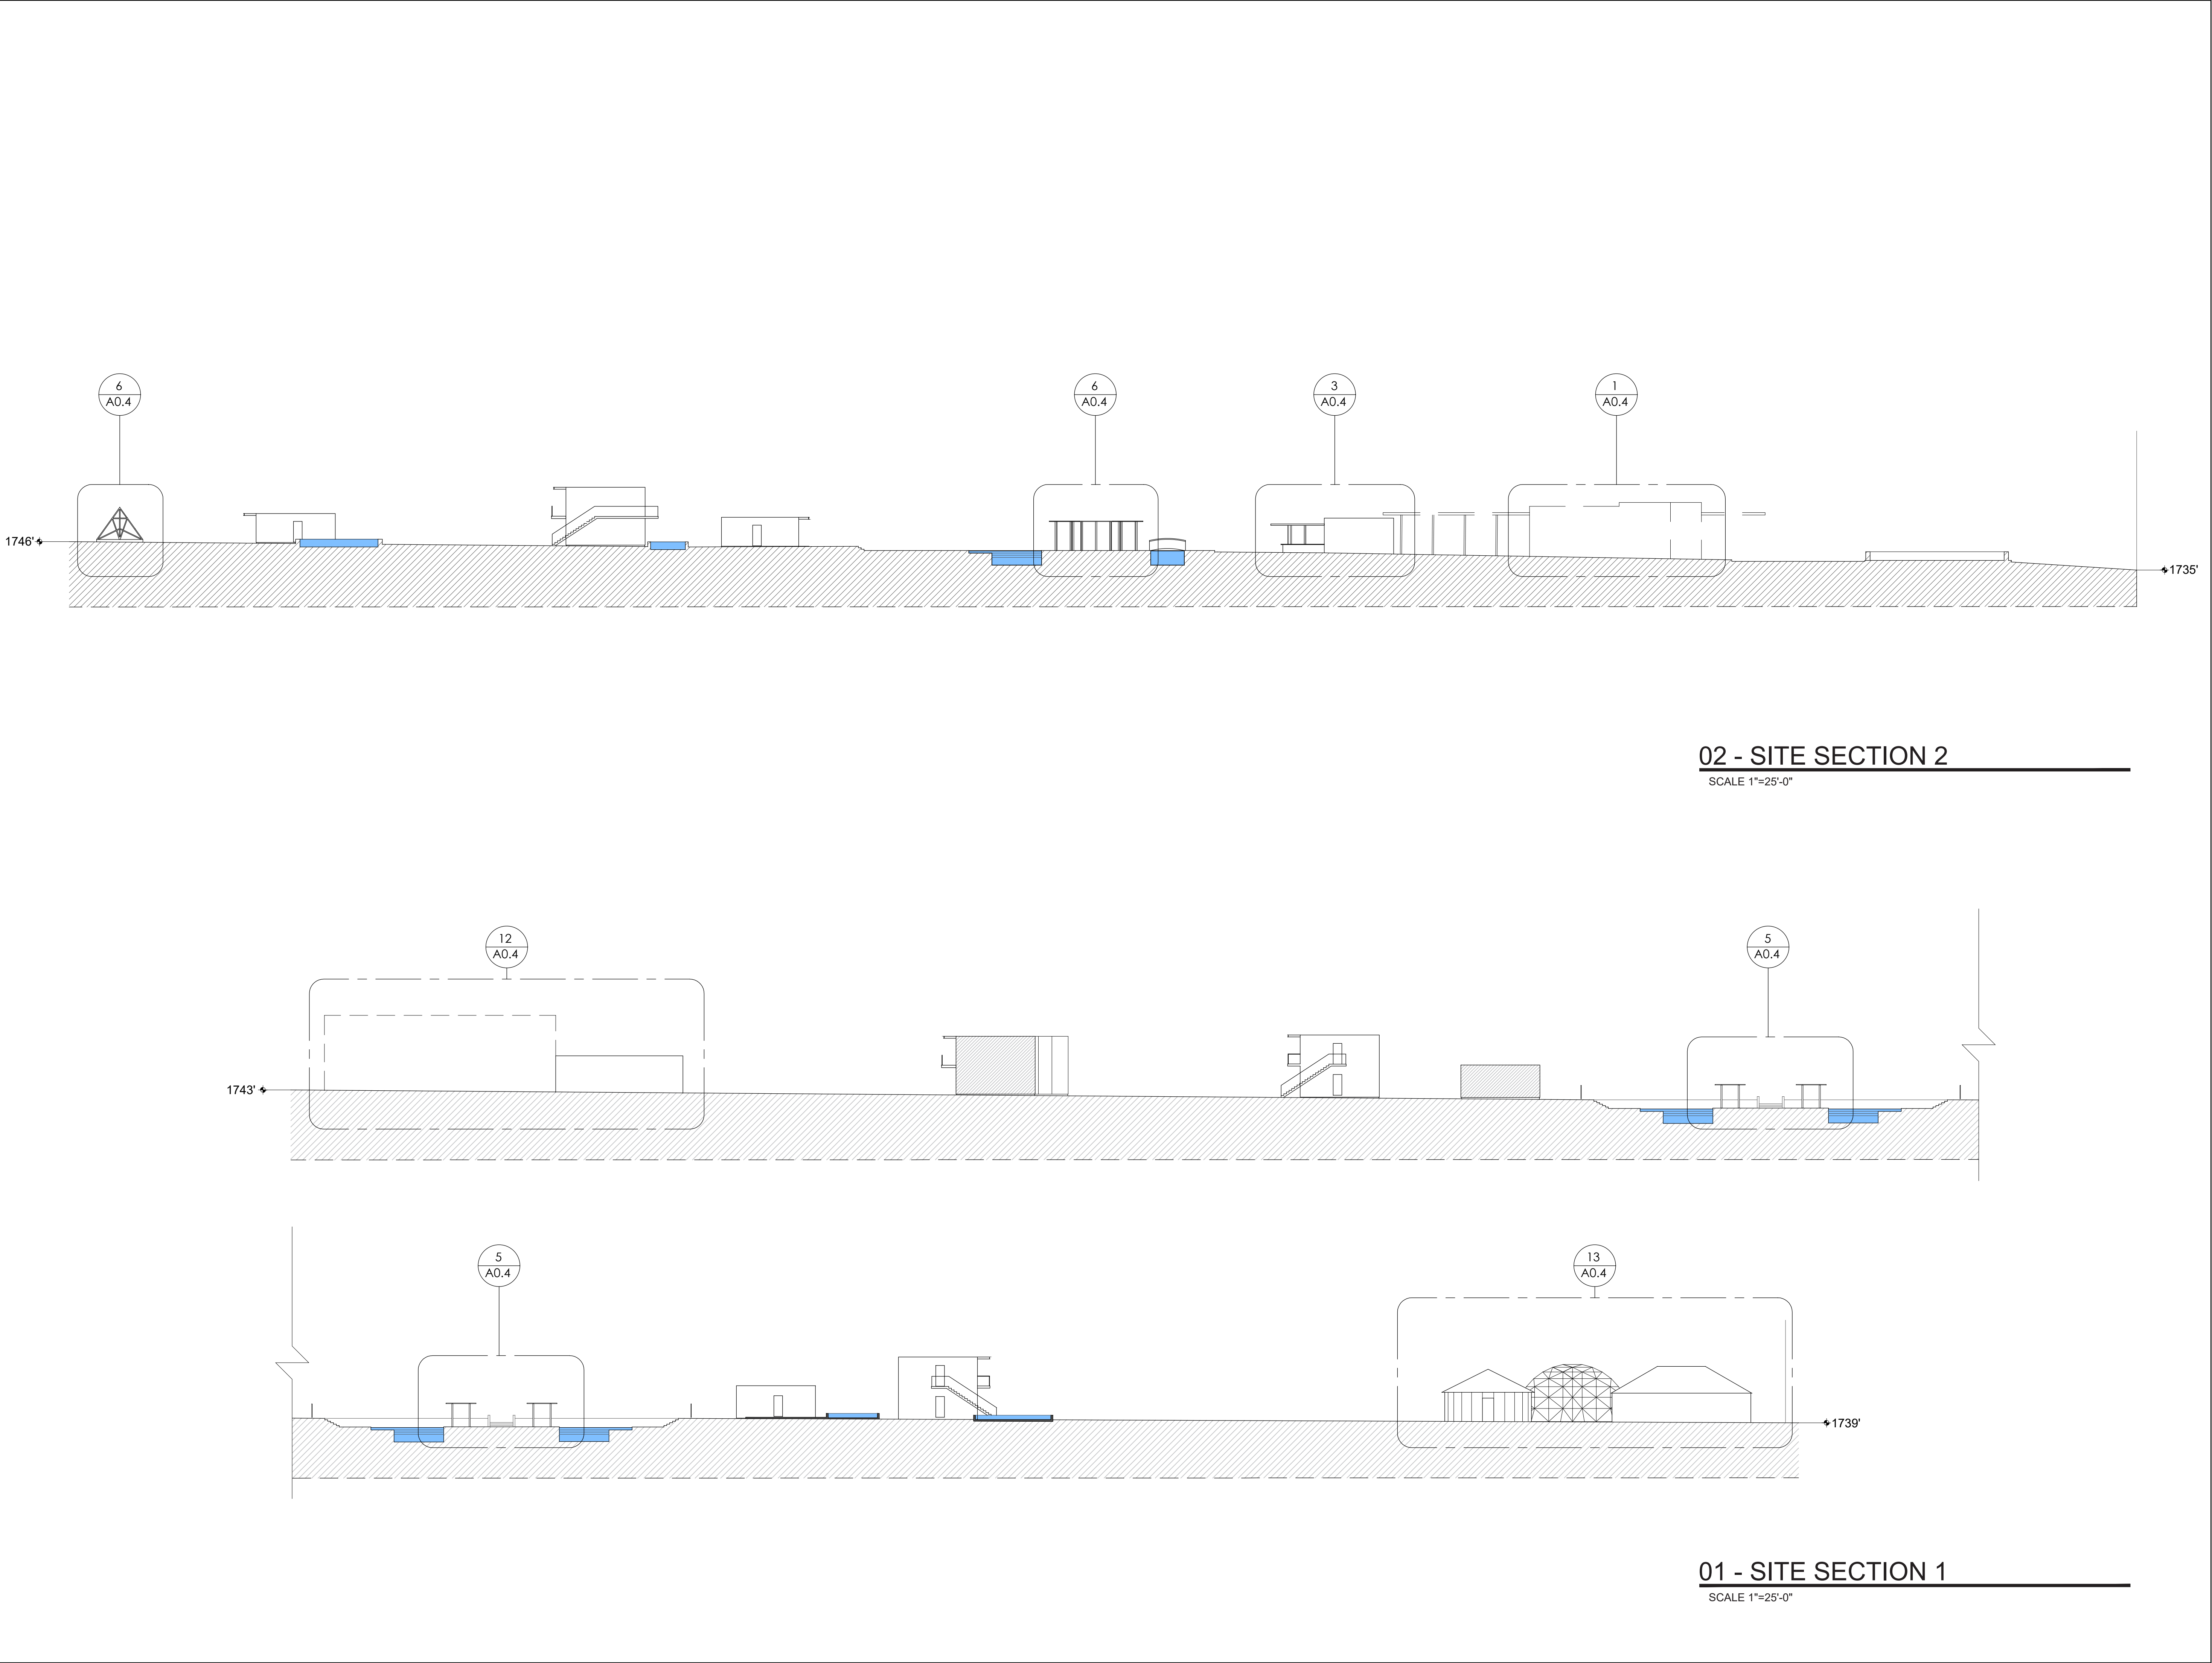 6
A0.4
6
A0.4
3
A0.4
1
A0.4
1746'
1735'
02 - SITE SECTION 2
SCALE 1"=25'-0"
12
A0.4
5
A0.4
1743'
5
A0.4
13
A0.4
1739'
01 - SITE SECTION 1
SCALE 1"=25'-0"